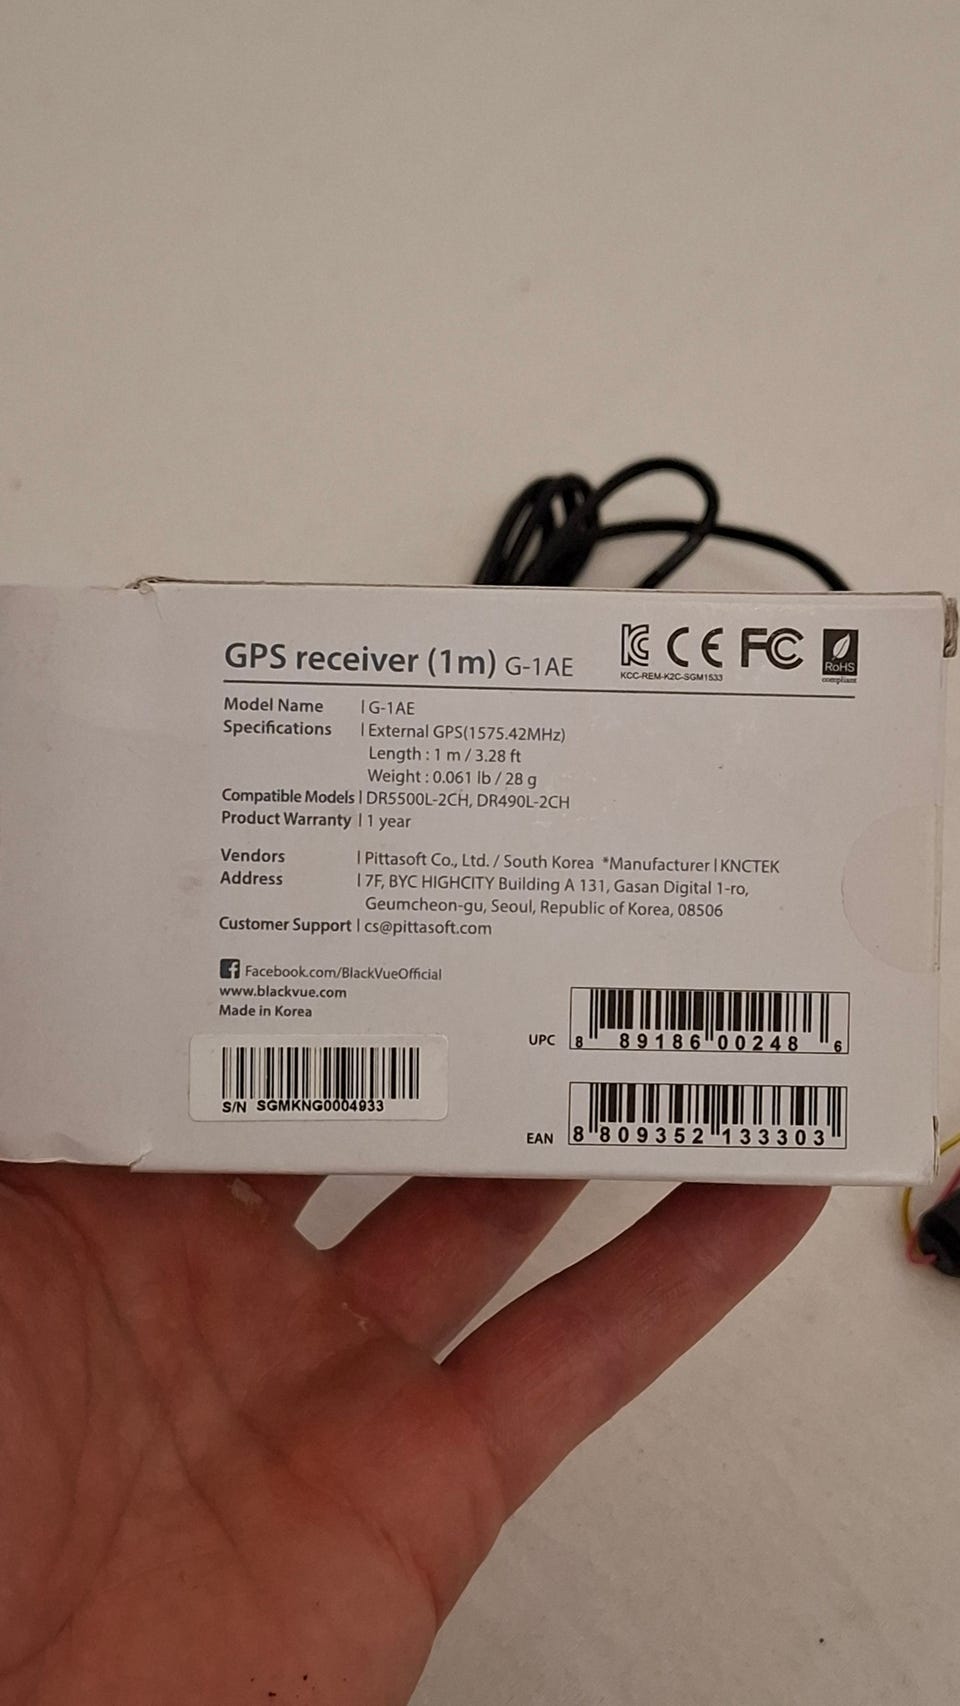 GPS receiver (1m) G-1AE
KCC-REM-K2C-SGM1533
CE FC RoHS
compliant
Model Name | G-1AE
Specifications | External GPS(1575.42MHz)
Length : 1 m / 3.28 ft
Weight : 0.061 lb / 28 g
Compatible Models | DR5500L-2CH, DR490L-2CH
Product Warranty | 1 year
Vendors | Pittasoft Co., Ltd. / South Korea *Manufacturer | KNCTEK
Address | 7F, BYC HIGHCITY Building A 131, Gasan Digital 1-ro,
Geumcheon-gu, Seoul, Republic of Korea, 08506
Customer Support | cs@pittasoft.com
f Facebook.com/BlackVueOfficial
www.blackvue.com
Made in Korea
S/N SGMKNG0004933
UPC 8 89186 00248 6
EAN 8 809352 133303